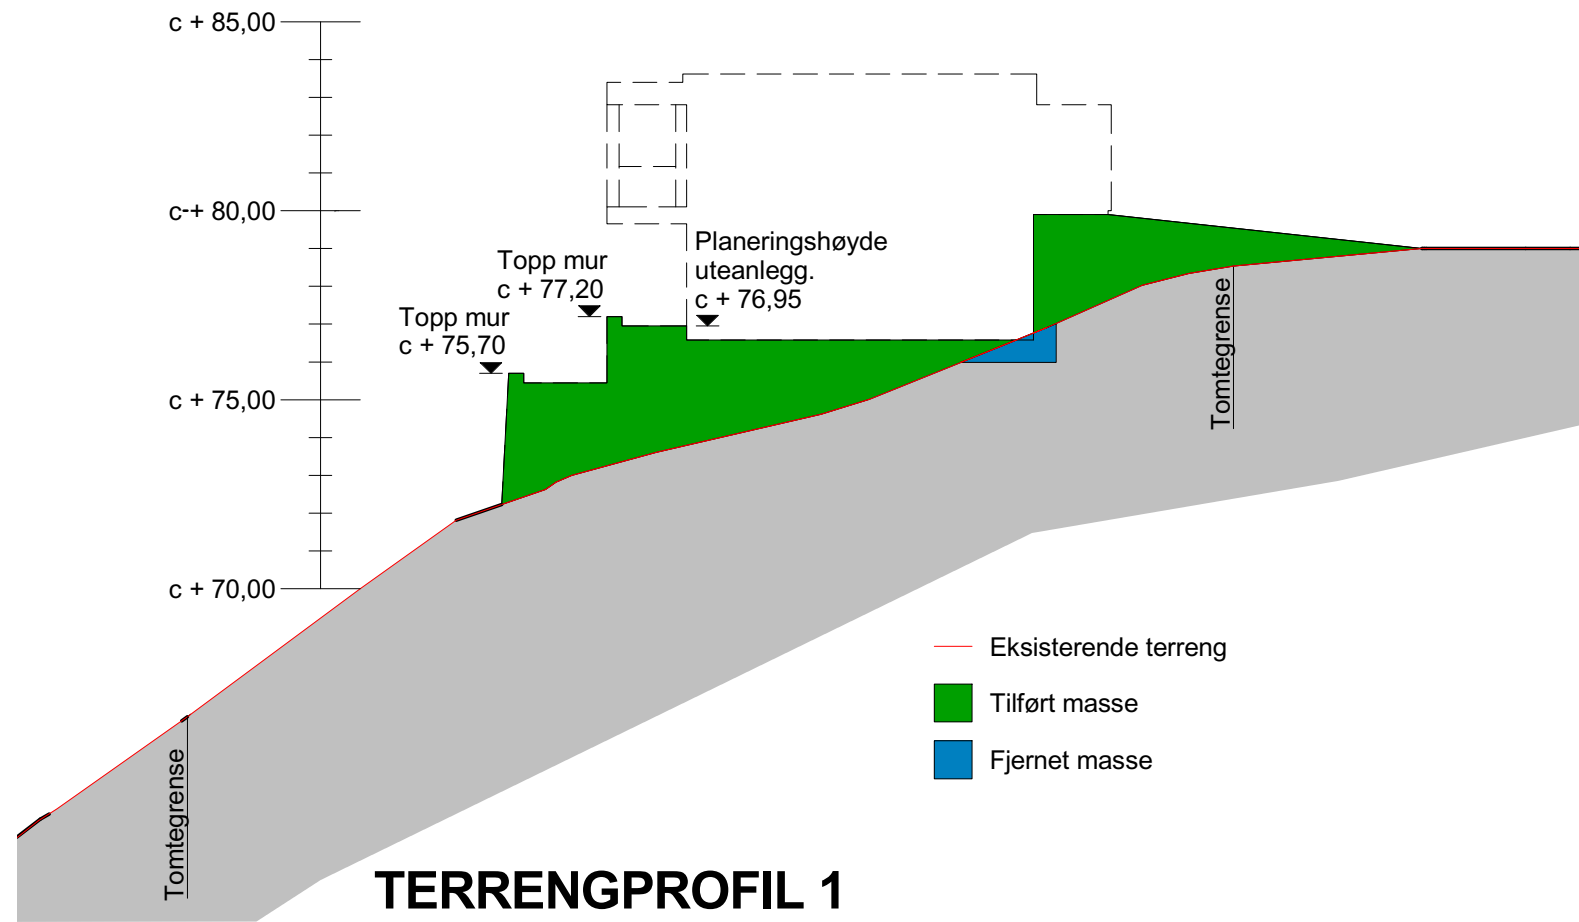 c + 85,00
c + 80,00
Planeringshøyde
uteanlegg.
c + 76,95
Topp mur
c + 77,20
Topp mur
c + 75,70
c + 75,00
c + 70,00
Tomtegrense
Eksisterende terreng
Tilført masse
Fjernet masse
Tomtegrense
TERRENGPROFIL 1